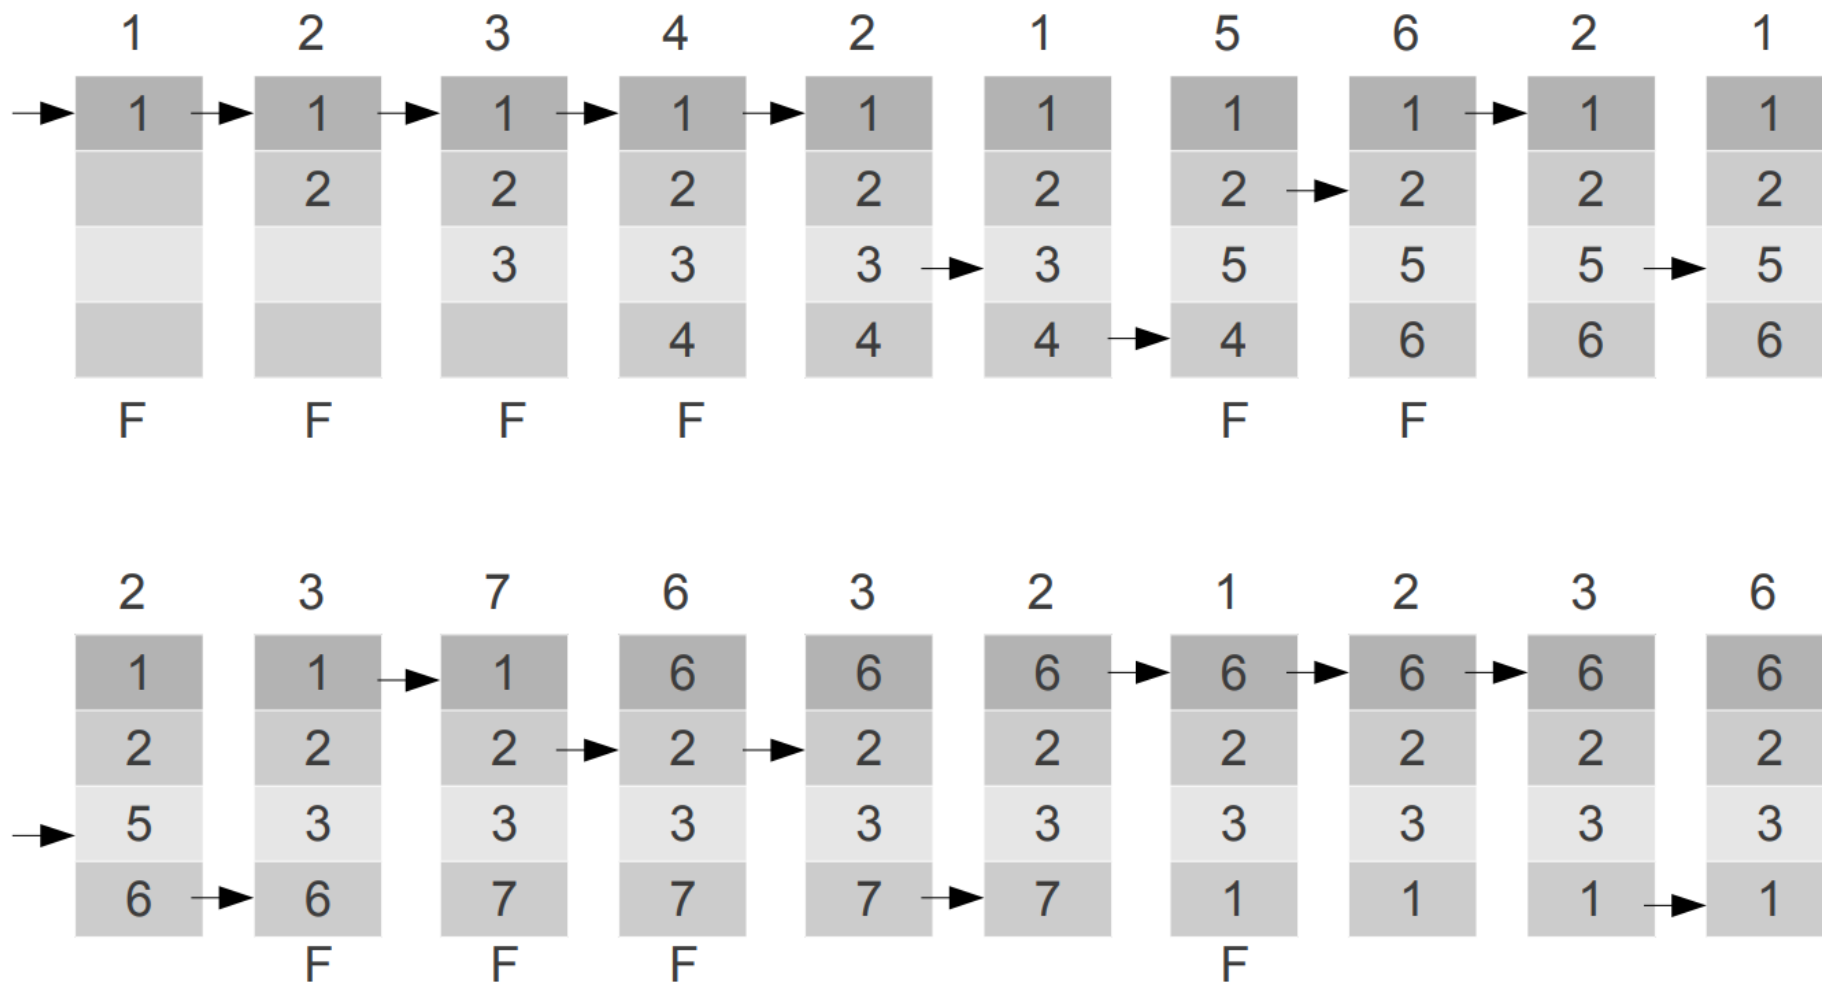 1 2 3 4 2 1 5 6 2 1
1 1 1 1 1 1 1 1 1 1
2 2 2 2 2 2 2 2 2
3 3 3 3 5 5 5 5
4 4 4 4 6 6 6
F F F F F F
2 3 7 6 3 2 1 2 3 6
1 1 1 6 6 6 6 6 6 6
2 2 2 2 2 2 2 2 2 2
5 3 3 3 3 3 3 3 3 3
6 6 7 7 7 7 1 1 1 1
F F F F